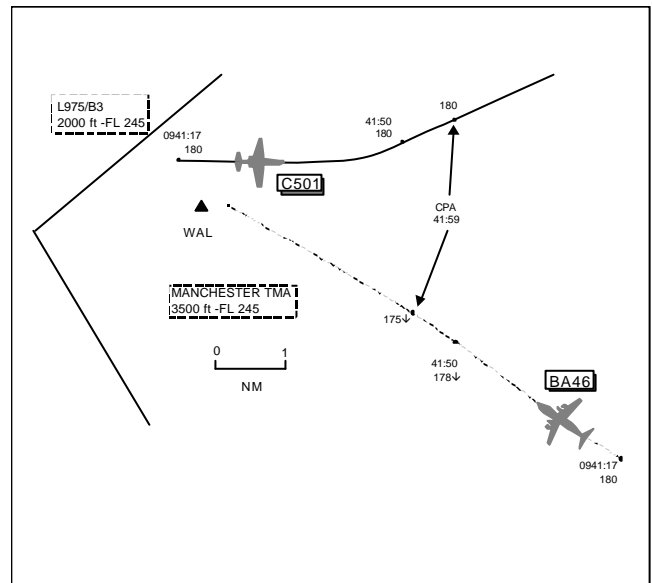 L975/B3
2000 ft -FL 245
0941:17
180
41:50
180
180
C501
WAL
CPA
41:59
MANCHESTER TMA
3500 ft -FL 245
175↓
0 1
NM
41:50
178↓
BA46
0941:17
180